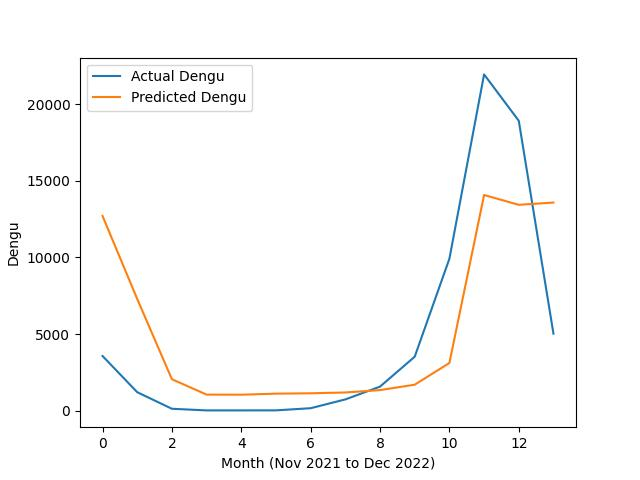 Actual Dengu
Predicted Dengu
20000
15000
10000
5000
0
Dengu
0 2 4 6 8 10 12
Month (Nov 2021 to Dec 2022)